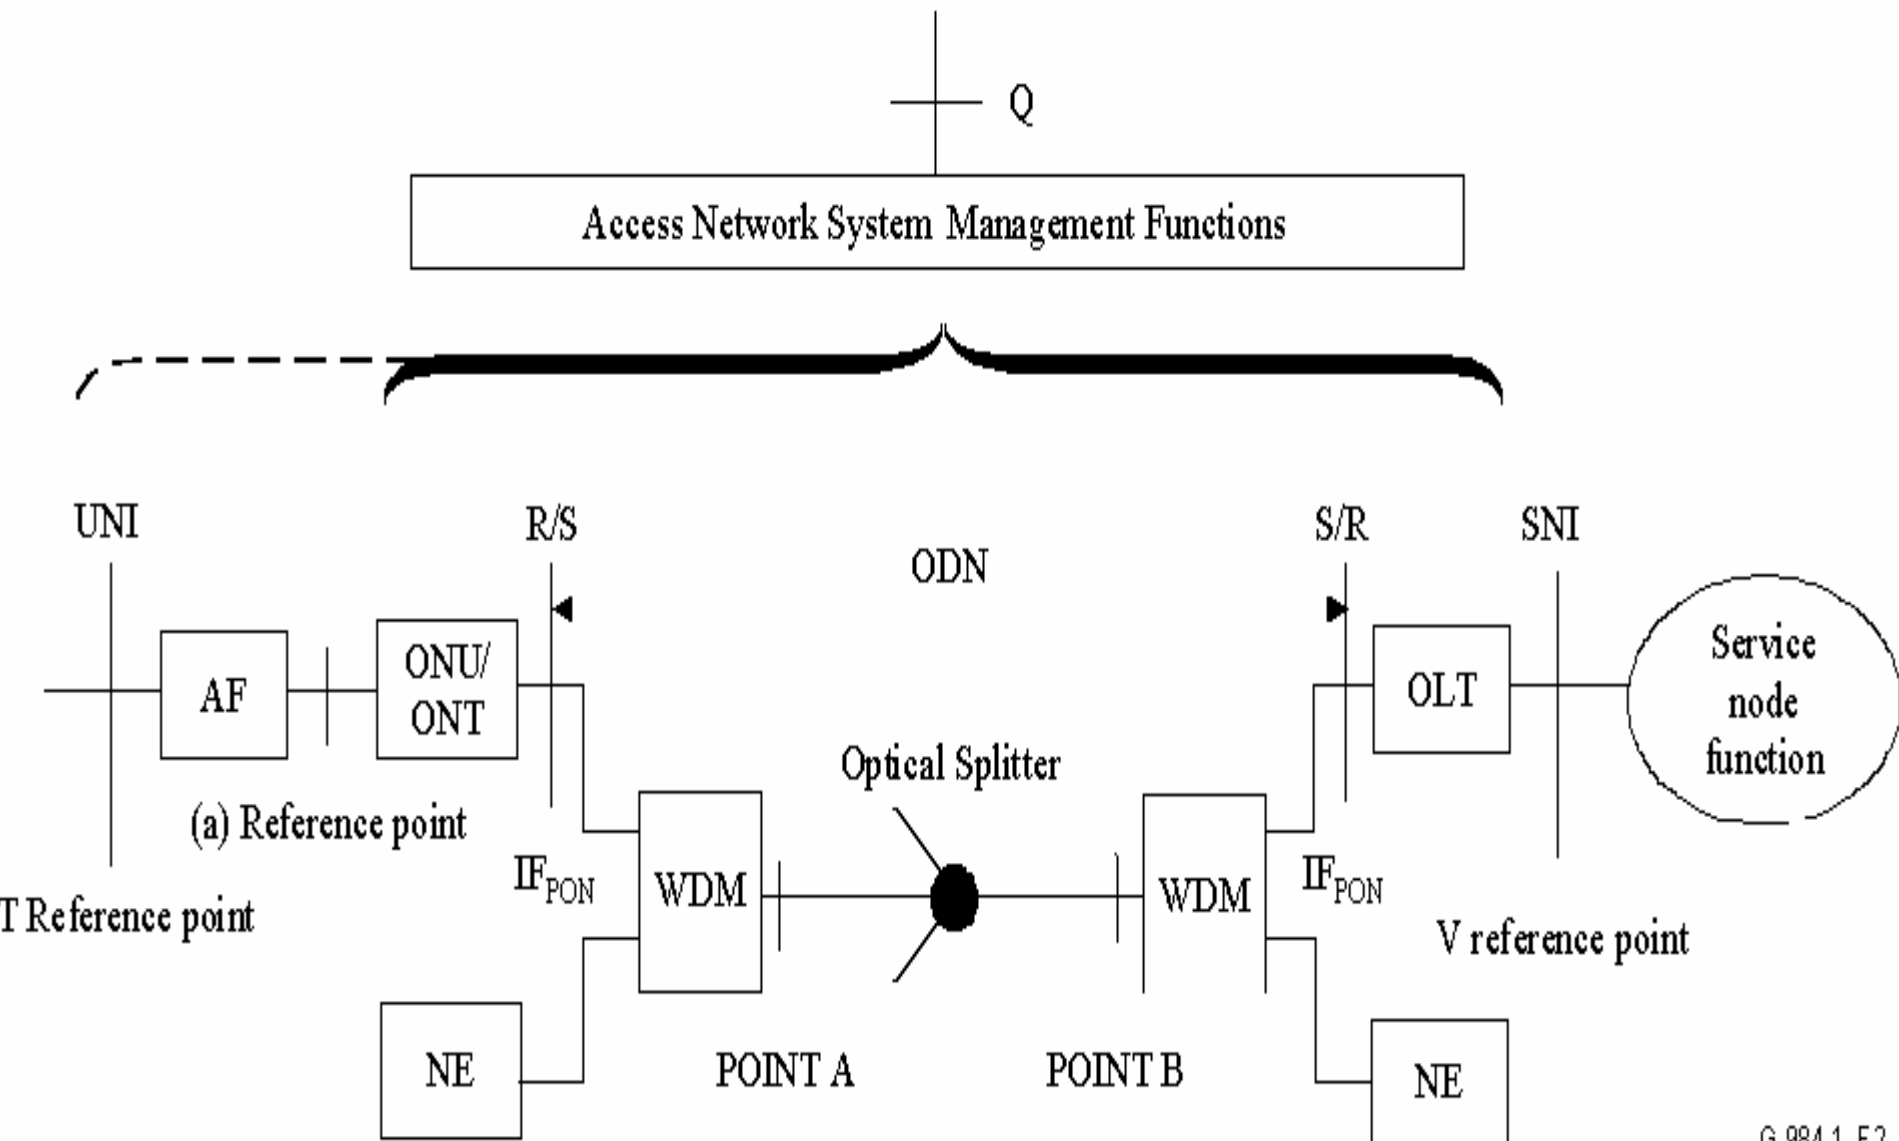 Q
Access Network System Management Functions
UNI
R/S
ODN
S/R
SNI
AF
ONU/
ONT
OLT
Service
node
function
Optical Splitter
(a) Reference point
IFPON
WDM
WDM
IFPON
T Reference point
V reference point
NE
POINT A
POINT B
NE